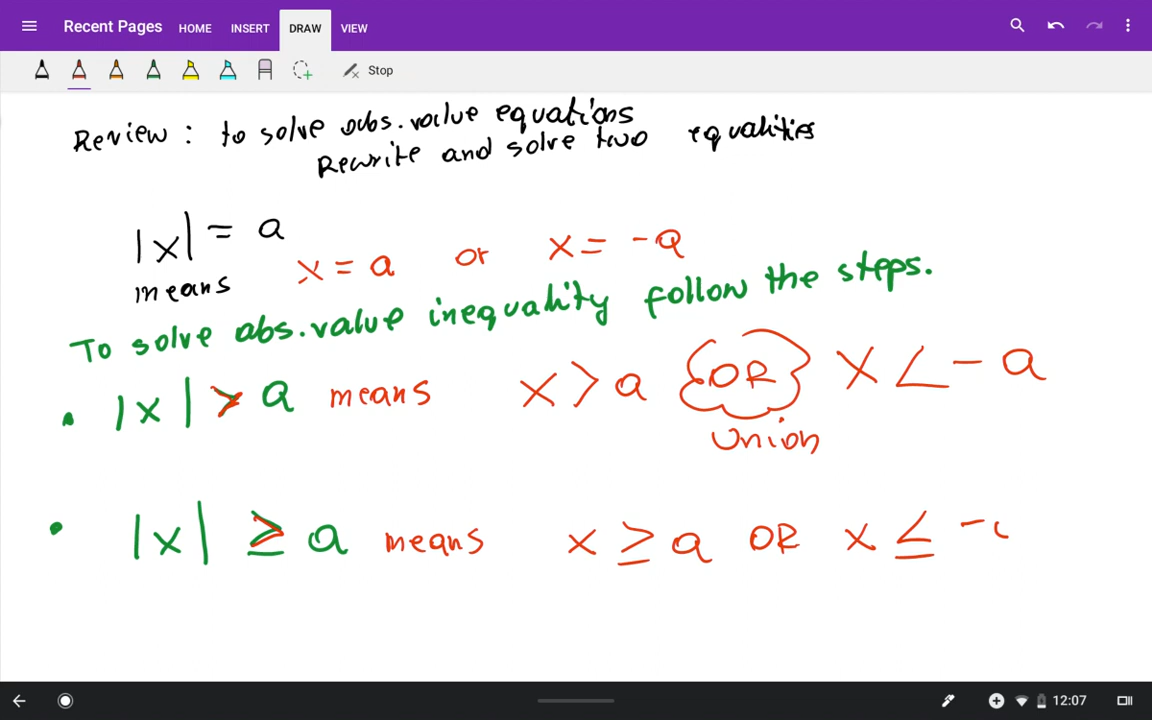 Recent Pages HOME INSERT DRAW VIEW
Stop
Review : to solve abs.value equations
Rewrite and solve two equalities
|x| = a
means x = a or x = -a
To solve abs.value inequality follow the steps.
• |x| > a means x > a {OR} x < - a
Union
• |x| ≥ a means x ≥ a OR x ≤ -
12:07